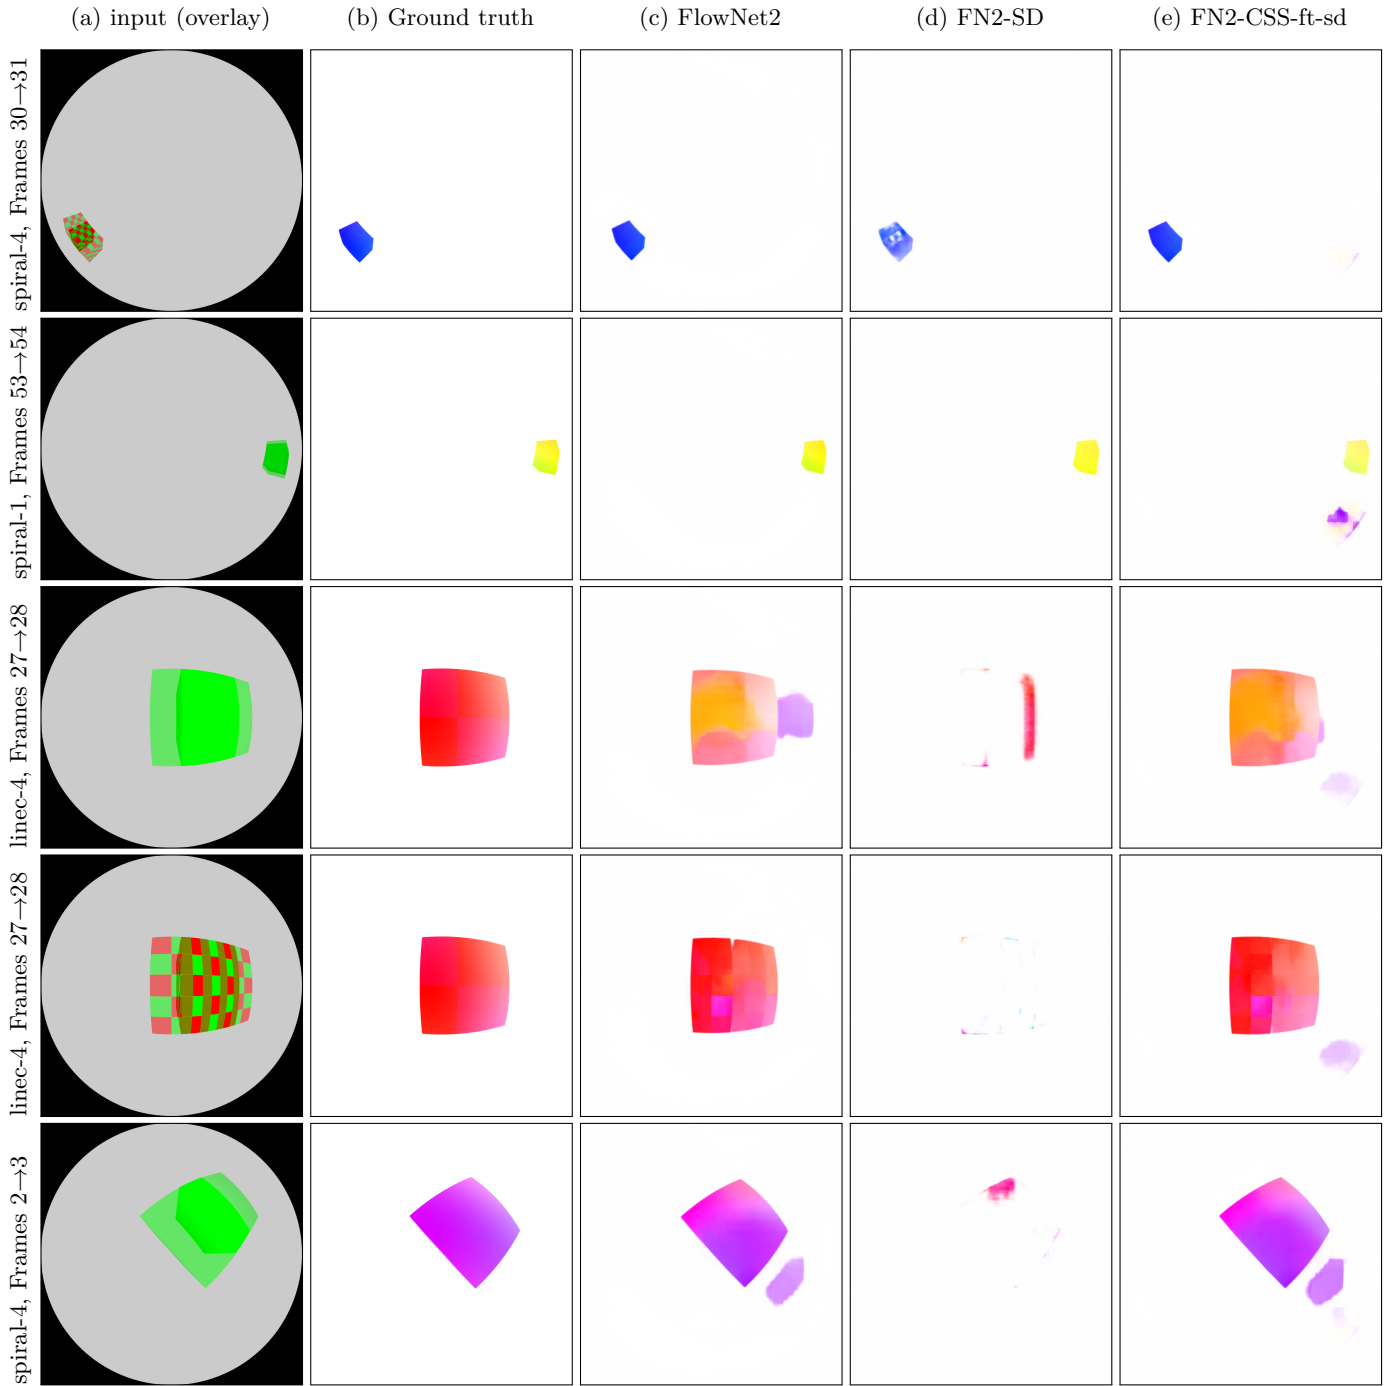 (a) input (overlay)
(b) Ground truth
(c) FlowNet2
(d) FN2-SD
(e) FN2-CSS-ft-sd
spiral-4, Frames 30→31
spiral-1, Frames 53→54
linec-4, Frames 27→28
linec-4, Frames 27→28
spiral-4, Frames 2→3